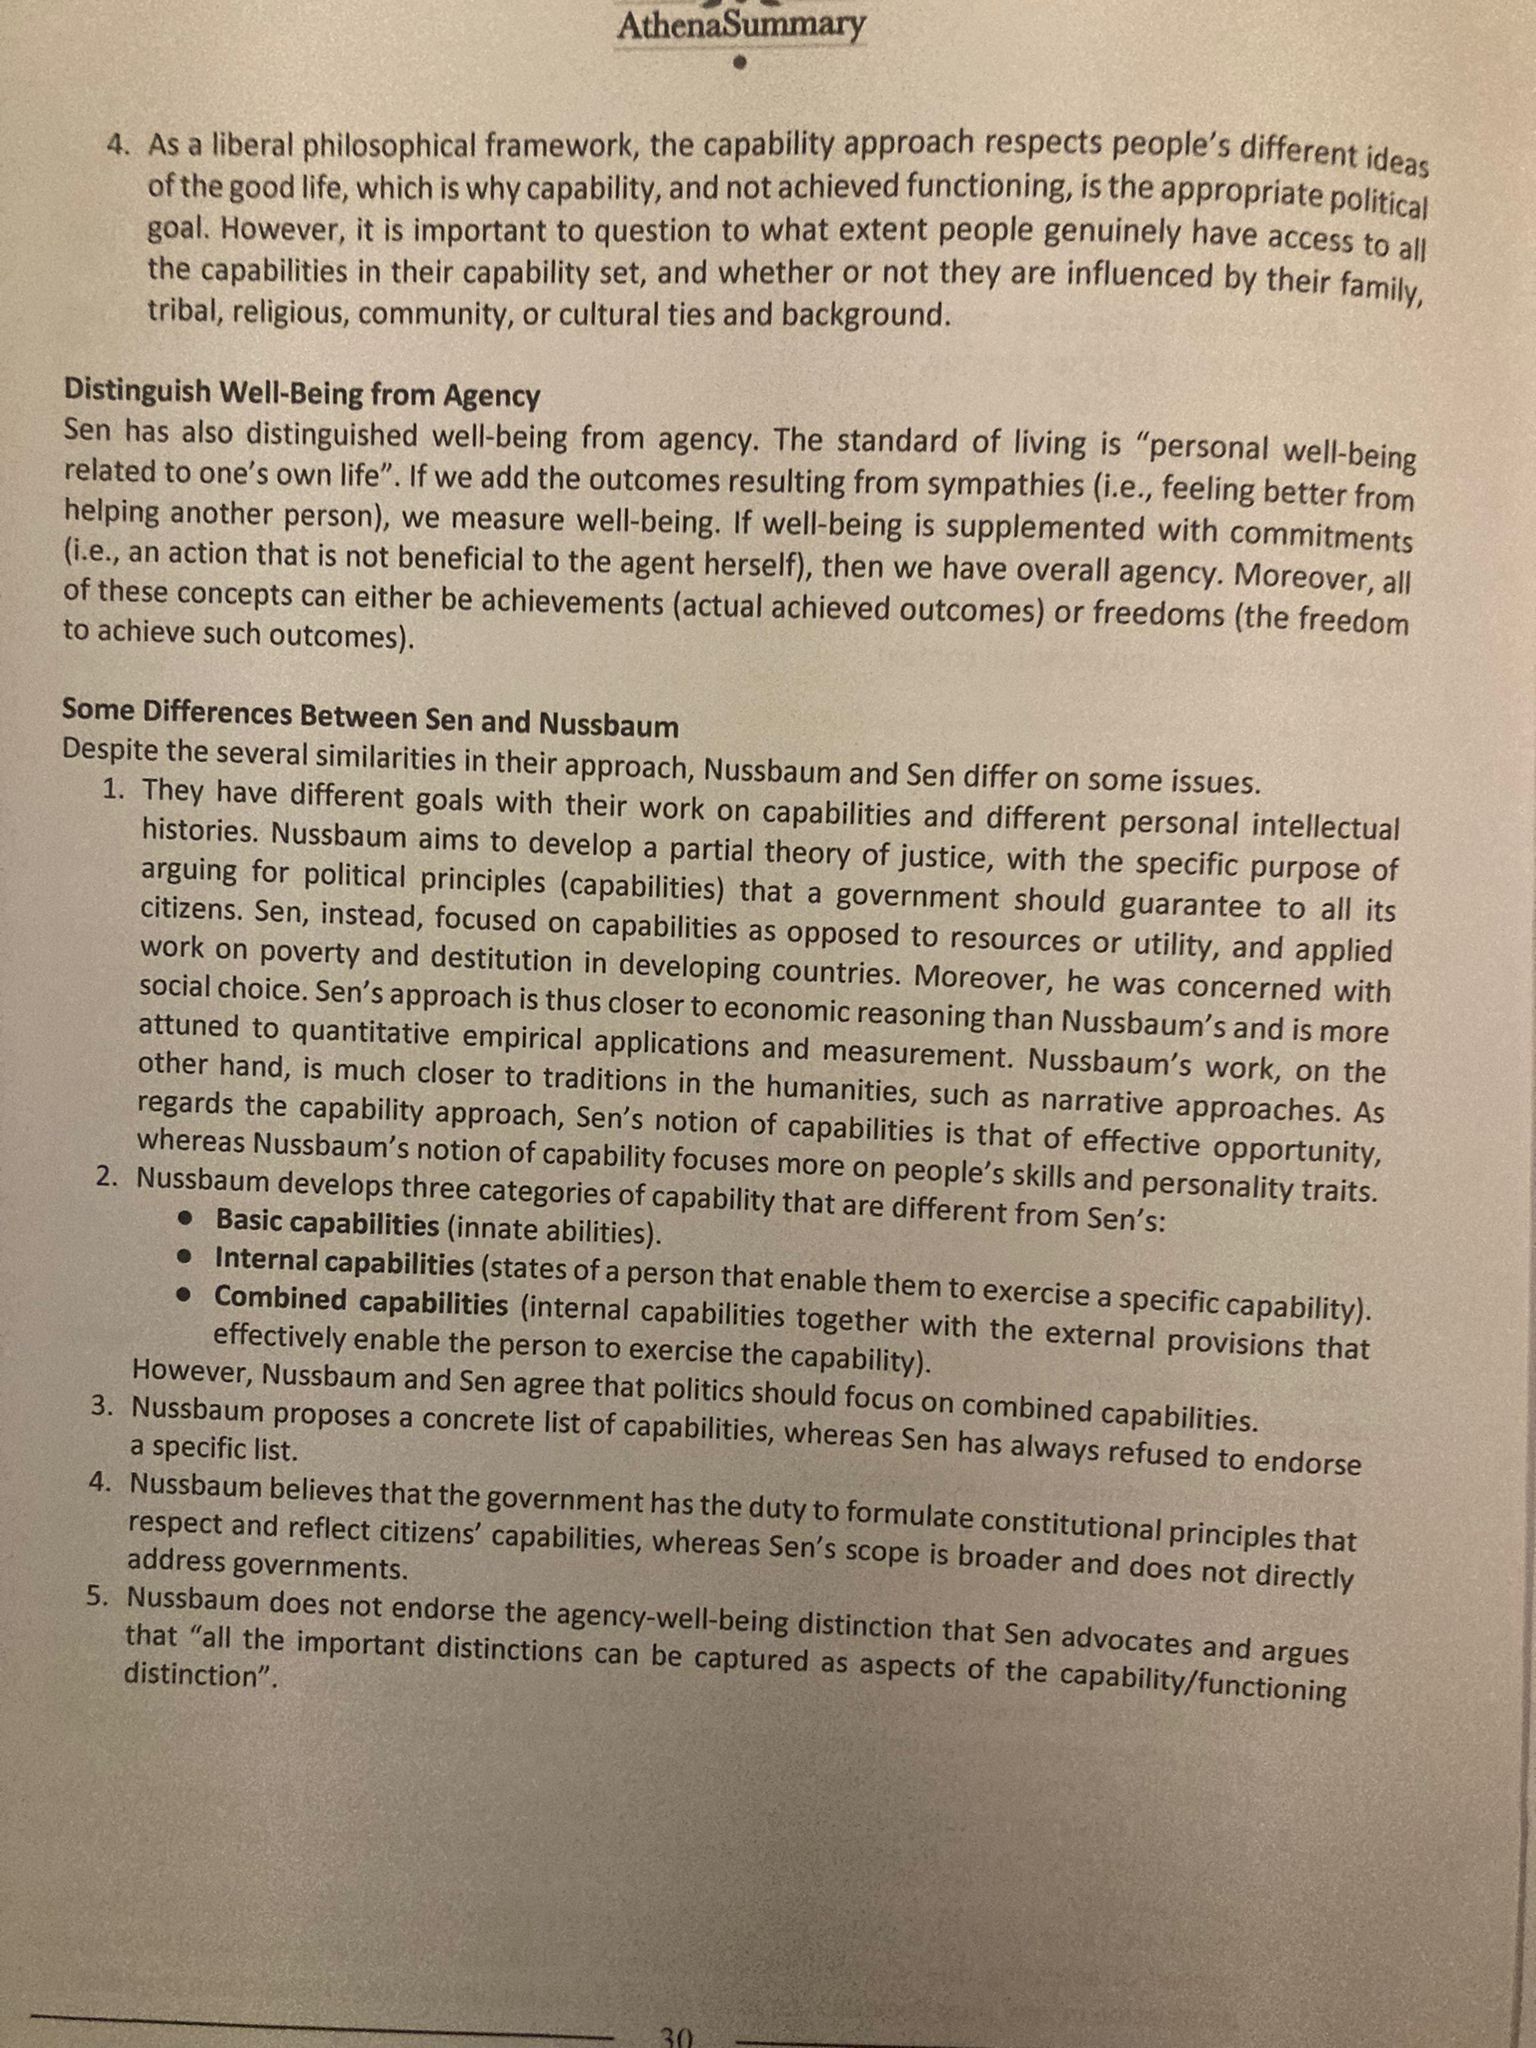 AthenaSummary
4. As a liberal philosophical framework, the capability approach respects people's different ideas
of the good life, which is why capability, and not achieved functioning, is the appropriate political
goal. However, it is important to question to what extent people genuinely have access to all
the capabilities in their capability set, and whether or not they are influenced by their family,
tribal, religious, community, or cultural ties and background.
Distinguish Well-Being from Agency
Sen has also distinguished well-being from agency. The standard of living is “personal well-being
related to one's own life”. If we add the outcomes resulting from sympathies (i.e., feeling better from
helping another person), we measure well-being. If well-being is supplemented with commitments
(i.e., an action that is not beneficial to the agent herself), then we have overall agency. Moreover, all
of these concepts can either be achievements (actual achieved outcomes) or freedoms (the freedom
to achieve such outcomes).
Some Differences Between Sen and Nussbaum
Despite the several similarities in their approach, Nussbaum and Sen differ on some issues.
1. They have different goals with their work on capabilities and different personal intellectual
histories. Nussbaum aims to develop a partial theory of justice, with the specific purpose of
arguing for political principles (capabilities) that a government should guarantee to all its
citizens. Sen, instead, focused on capabilities as opposed to resources or utility, and applied
work on poverty and destitution in developing countries. Moreover, he was concerned with
social choice. Sen's approach is thus closer to economic reasoning than Nussbaum's and is more
attuned to quantitative empirical applications and measurement. Nussbaum's work, on the
other hand, is much closer to traditions in the humanities, such as narrative approaches. As
regards the capability approach, Sen's notion of capabilities is that of effective opportunity,
whereas Nussbaum's notion of capability focuses more on people's skills and personality traits.
2. Nussbaum develops three categories of capability that are different from Sen's:
● Basic capabilities (innate abilities).
● Internal capabilities (states of a person that enable them to exercise a specific capability).
● Combined capabilities (internal capabilities together with the external provisions that
effectively enable the person to exercise the capability).
However, Nussbaum and Sen agree that politics should focus on combined capabilities.
3. Nussbaum proposes a concrete list of capabilities, whereas Sen has always refused to endorse
a specific list.
4. Nussbaum believes that the government has the duty to formulate constitutional principles that
respect and reflect citizens' capabilities, whereas Sen's scope is broader and does not directly
address governments.
5. Nussbaum does not endorse the agency-well-being distinction that Sen advocates and argues
that “all the important distinctions can be captured as aspects of the capability/functioning
distinction”.
30